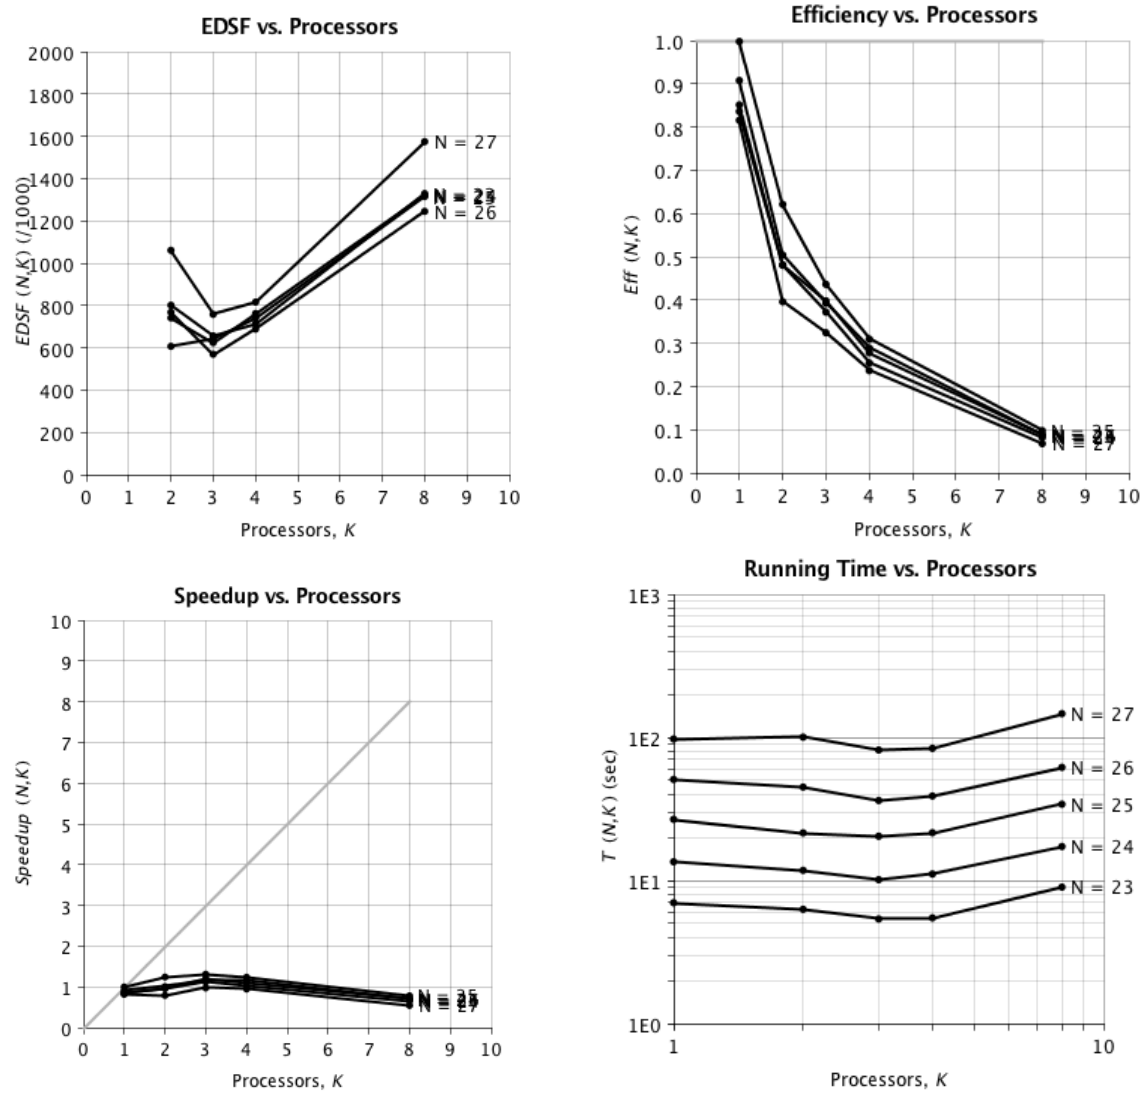 EDSF vs. Processors
2000
1800
1600
1400
1200
1000
800
600
400
200
0
EDSF (N,K) (/1000)
N = 27
N = 26
0 1 2 3 4 5 6 7 8 9 10
Processors, K
Efficiency vs. Processors
1.0
0.9
0.8
0.7
0.6
0.5
0.4
0.3
0.2
0.1
0.0
Eff (N,K)
N = 25
N = 27
0 1 2 3 4 5 6 7 8 9 10
Processors, K
Speedup vs. Processors
10
9
8
7
6
5
4
3
2
1
0
Speedup (N,K)
N = 25
N = 27
0 1 2 3 4 5 6 7 8 9 10
Processors, K
Running Time vs. Processors
1E3
1E2
1E1
1E0
T (N,K) (sec)
N = 27
N = 26
N = 25
N = 24
N = 23
1 10
Processors, K